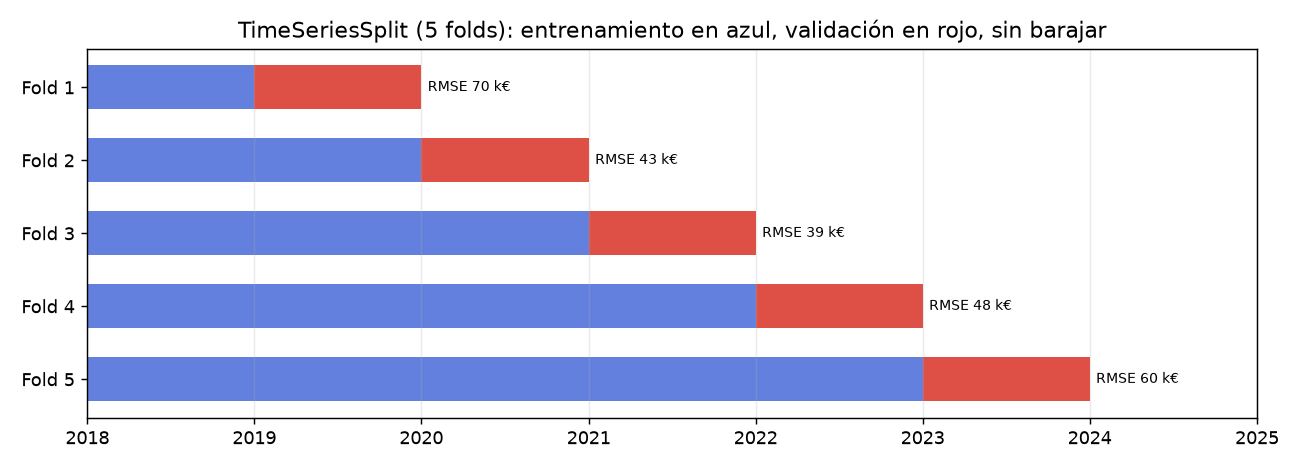 TimeSeriesSplit (5 folds): entrenamiento en azul, validación en rojo, sin barajar
Fold 1
RMSE 70 k€
Fold 2
RMSE 43 k€
Fold 3
RMSE 39 k€
Fold 4
RMSE 48 k€
Fold 5
RMSE 60 k€
2018 2019 2020 2021 2022 2023 2024 2025